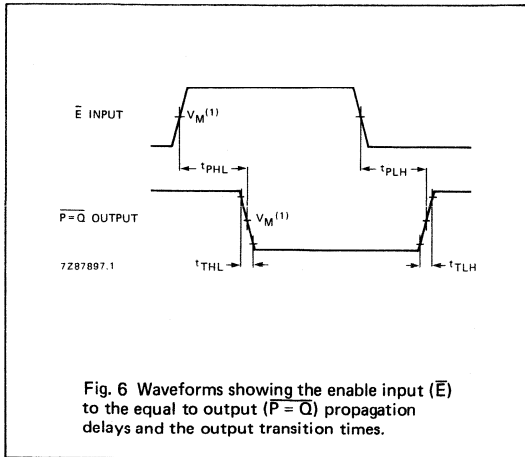 E̅ INPUT
V_M^(1)
t_PHL
t_PLH
P̅=̅Q̅ OUTPUT
V_M^(1)
7Z87897.1
t_THL
t_TLH
Fig. 6 Waveforms showing the enable input (E̅)
to the equal to output (P̅ ̅=̅ ̅Q̅) propagation
delays and the output transition times.